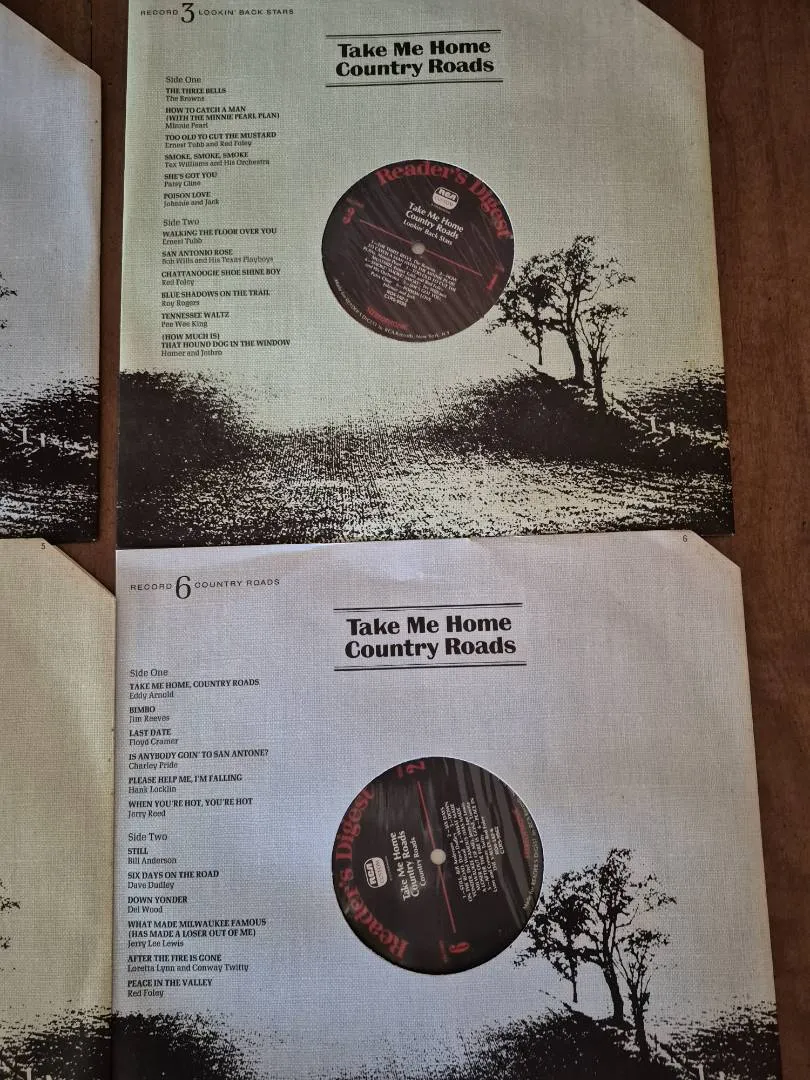 RECORD 3 LOOKIN' BACK STARS
Take Me Home
Country Roads
Side One
THE THREE BELLS
The Browns
HOW TO CATCH A MAN
(WITH THE MINNIE PEARL PLAN)
Minnie Pearl
TOO OLD TO CUT THE MUSTARD
Ernest Tubb and Red Foley
SMOKE, SMOKE, SMOKE
Tex Williams and His Orchestra
SHE'S GOT YOU
Patsy Cline
POISON LOVE
Johnnie and Jack
Side Two
WALKING THE FLOOR OVER YOU
Ernest Tubb
SAN ANTONIO ROSE
Bob Wills and His Texas Playboys
CHATTANOOGIE SHOE SHINE BOY
Red Foley
BLUE SHADOWS ON THE TRAIL
Roy Rogers
TENNESSEE WALTZ
Pee Wee King
(HOW MUCH IS)
THAT HOUND DOG IN THE WINDOW
Homer and Jethro
Reader's Digest
RCA
Take Me Home
Country Roads
Lookin' Back Stars
3
5
6
RECORD 6 COUNTRY ROADS
Take Me Home
Country Roads
Side One
TAKE ME HOME, COUNTRY ROADS
Eddy Arnold
BIMBO
Jim Reeves
LAST DATE
Floyd Cramer
IS ANYBODY GOIN' TO SAN ANTONE?
Charley Pride
PLEASE HELP ME, I'M FALLING
Hank Locklin
WHEN YOU'RE HOT, YOU'RE HOT
Jerry Reed
Side Two
STILL
Bill Anderson
SIX DAYS ON THE ROAD
Dave Dudley
DOWN YONDER
Del Wood
WHAT MADE MILWAUKEE FAMOUS
(HAS MADE A LOSER OUT OF ME)
Jerry Lee Lewis
AFTER THE FIRE IS GONE
Loretta Lynn and Conway Twitty
PEACE IN THE VALLEY
Red Foley
Reader's Digest
RCA
Take Me Home
Country Roads
Country Roads
6
2